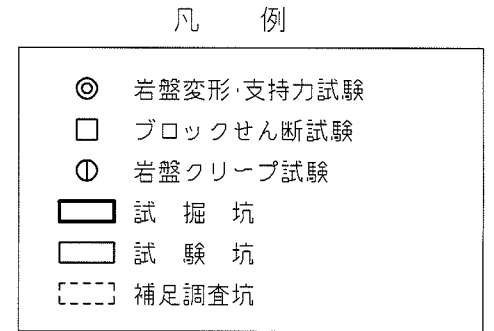 凡 例
岩盤変形・支持力試験
ブロックせん断試験
岩盤クリープ試験
試 掘 坑
試 験 坑
補足調査坑